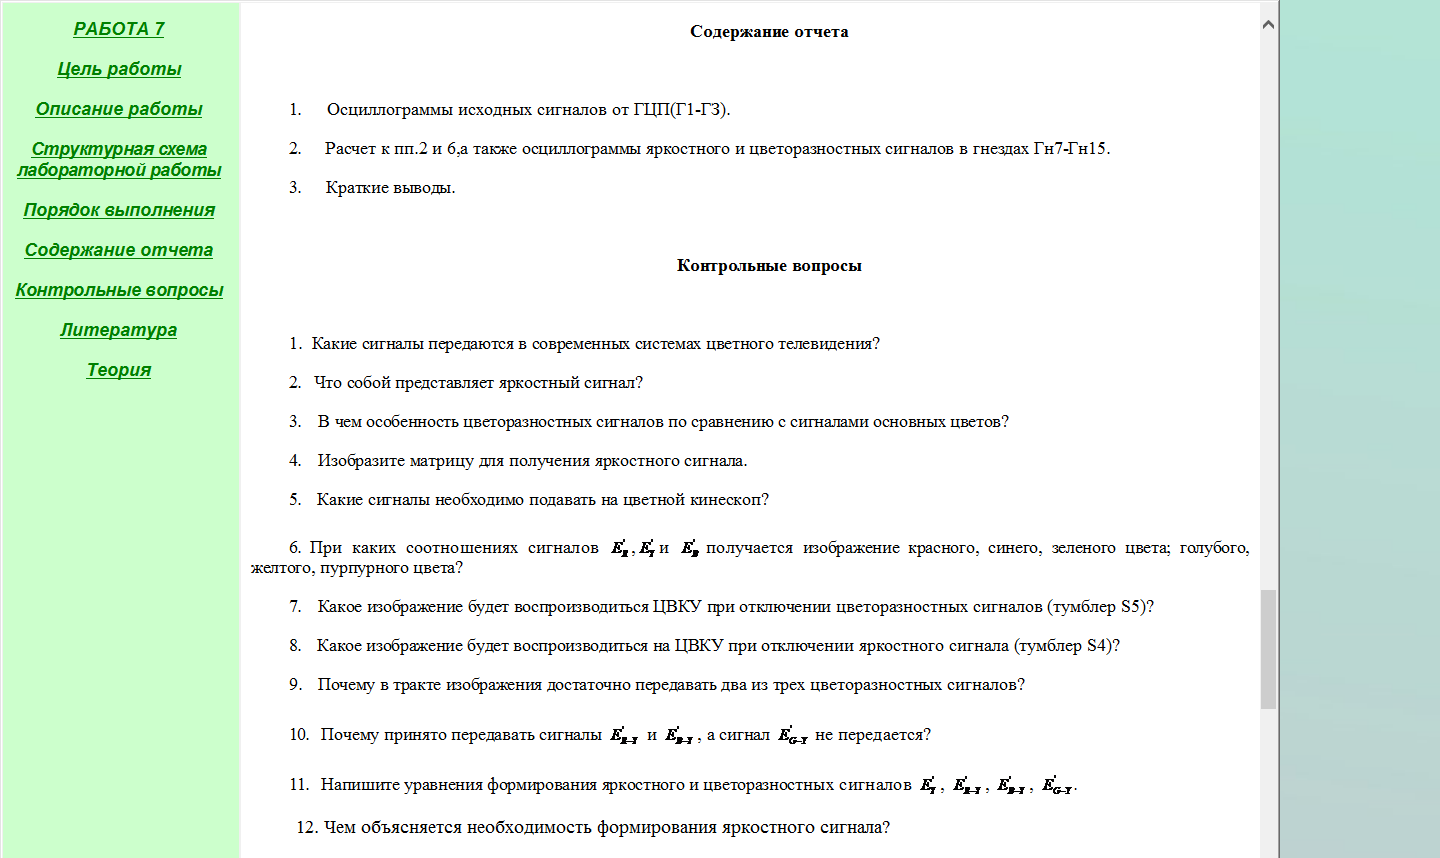 РАБОТА 7
Цель работы
Описание работы
Структурная схема
лабораторной работы
Порядок выполнения
Содержание отчета
Контрольные вопросы
Литература
Теория
Содержание отчета
1. Осциллограммы исходных сигналов от ГЦП(Г1-ГЗ).
2. Расчет к пп.2 и 6,а также осциллограммы яркостного и цветоразностных сигналов в гнездах Гн7-Гн15.
3. Краткие выводы.
Контрольные вопросы
1. Какие сигналы передаются в современных системах цветного телевидения?
2. Что собой представляет яркостный сигнал?
3. В чем особенность цветоразностных сигналов по сравнению с сигналами основных цветов?
4. Изобразите матрицу для получения яркостного сигнала.
5. Какие сигналы необходимо подавать на цветной кинескоп?
6. При каких соотношениях сигналов E'R, E'Y и E'B получается изображение красного, синего, зеленого цвета; голубого,
желтого, пурпурного цвета?
7. Какое изображение будет воспроизводиться ЦВКУ при отключении цветоразностных сигналов (тумблер S5)?
8. Какое изображение будет воспроизводиться на ЦВКУ при отключении яркостного сигнала (тумблер S4)?
9. Почему в тракте изображения достаточно передавать два из трех цветоразностных сигналов?
10. Почему принято передавать сигналы E'R-Y и E'B-Y, а сигнал E'G-Y не передается?
11. Напишите уравнения формирования яркостного и цветоразностных сигналов E'Y, E'R-Y, E'B-Y, E'G-Y.
12. Чем объясняется необходимость формирования яркостного сигнала?